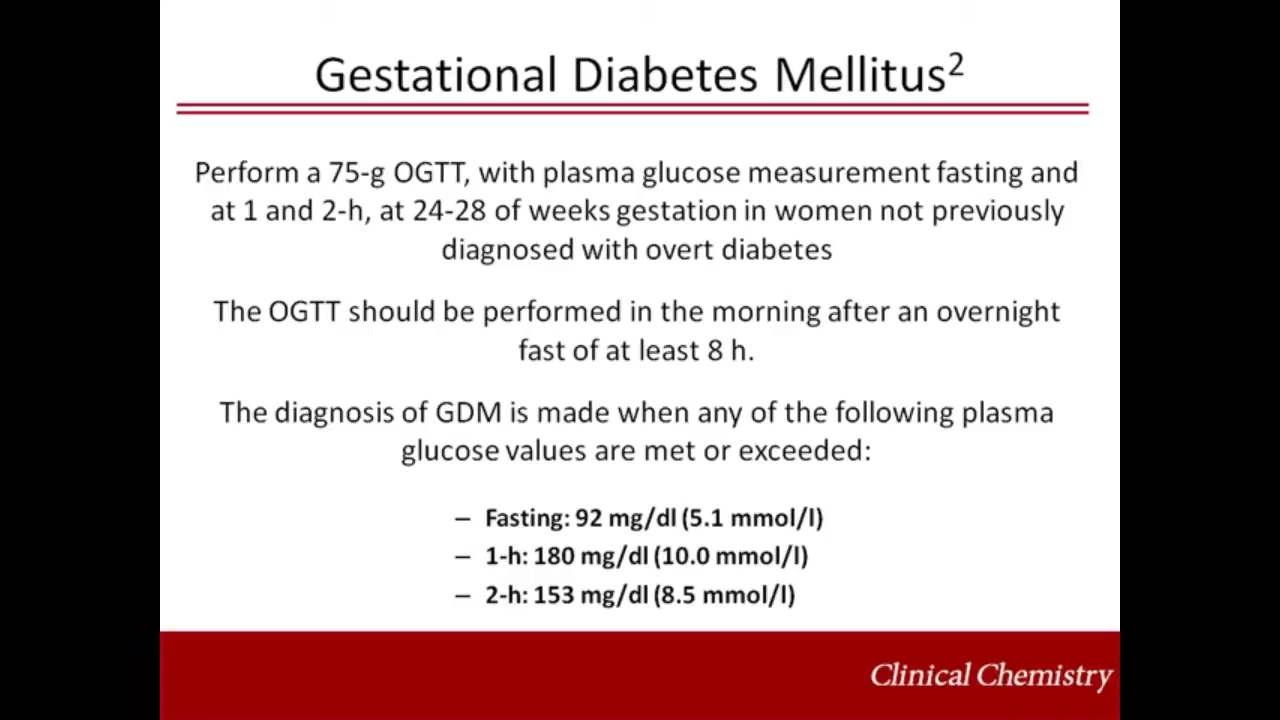 Gestational Diabetes Mellitus²
Perform a 75-g OGTT, with plasma glucose measurement fasting and
at 1 and 2-h, at 24-28 of weeks gestation in women not previously
diagnosed with overt diabetes
The OGTT should be performed in the morning after an overnight
fast of at least 8 h.
The diagnosis of GDM is made when any of the following plasma
glucose values are met or exceeded:
– Fasting: 92 mg/dl (5.1 mmol/l)
– 1-h: 180 mg/dl (10.0 mmol/l)
– 2-h: 153 mg/dl (8.5 mmol/l)
Clinical Chemistry